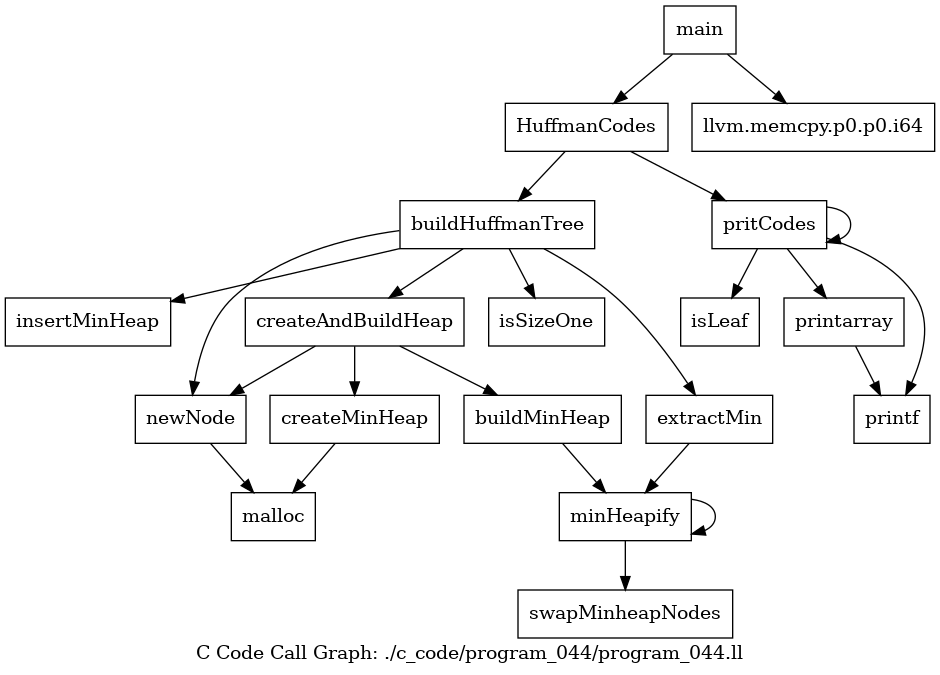 main
HuffmanCodes
llvm.memcpy.p0.p0.i64
buildHuffmanTree
pritCodes
insertMinHeap
createAndBuildHeap
isSizeOne
isLeaf
printarray
newNode
createMinHeap
buildMinHeap
extractMin
printf
malloc
minHeapify
swapMinheapNodes
C Code Call Graph: ./c_code/program_044/program_044.ll